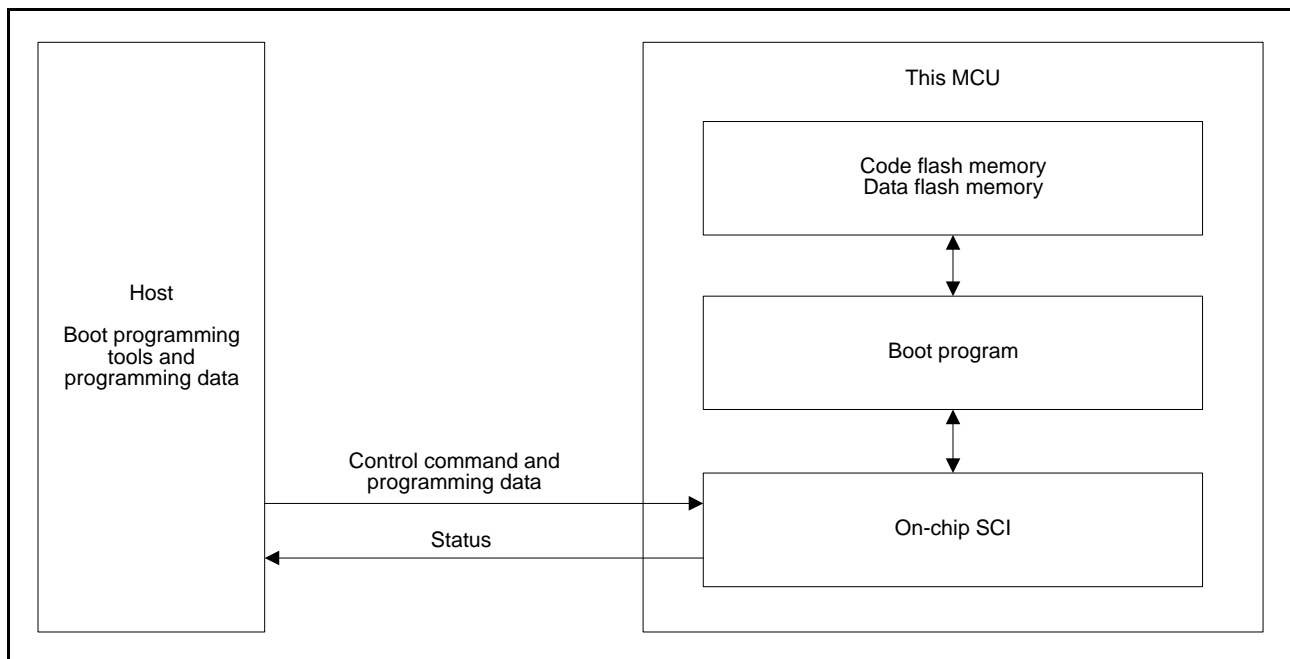 Host
Boot programming
tools and
programming data
Control command and
programming data
Status
This MCU
Code flash memory
Data flash memory
Boot program
On-chip SCI